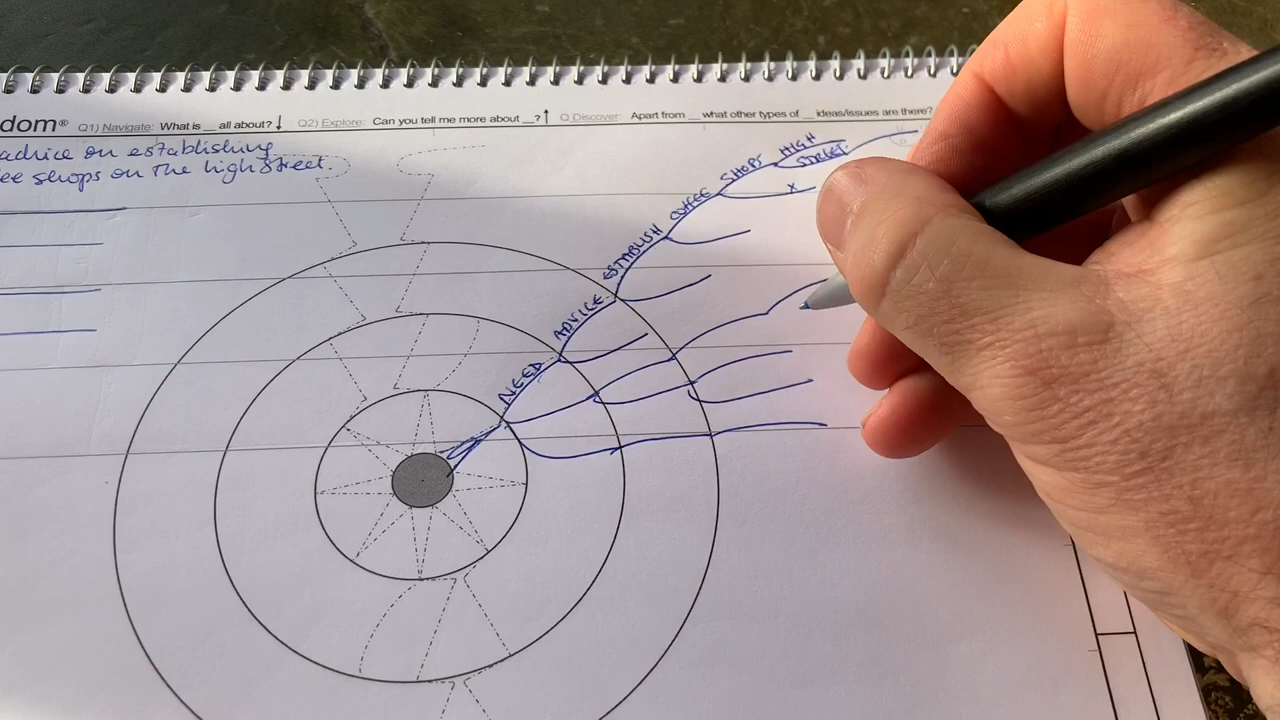 dom® Q1) Navigate: What is __ all about? Q2) Explore: Can you tell me more about __? Q Discover: Apart from __ what other types of __ ideas/issues are there?
advice on establishing
ee shops on the high street.
NEED ADVICE ESTABLISH COFFEE SHOPS HIGH
STREET
x